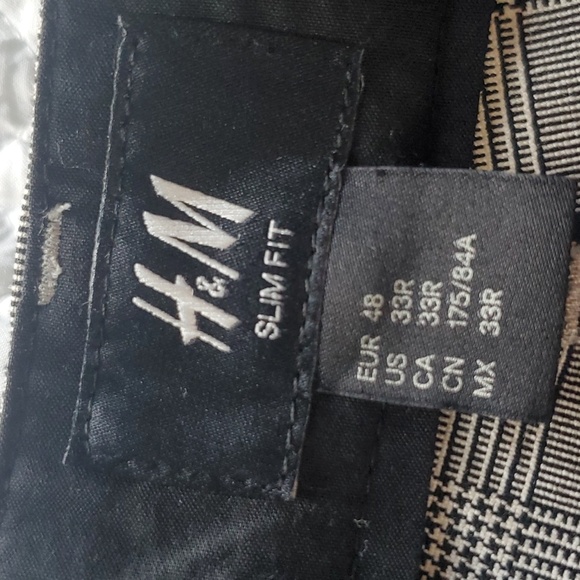 H&M
SLIM FIT
EUR 48
US 33R
CA 33R
CN 175/84A
MX 33R